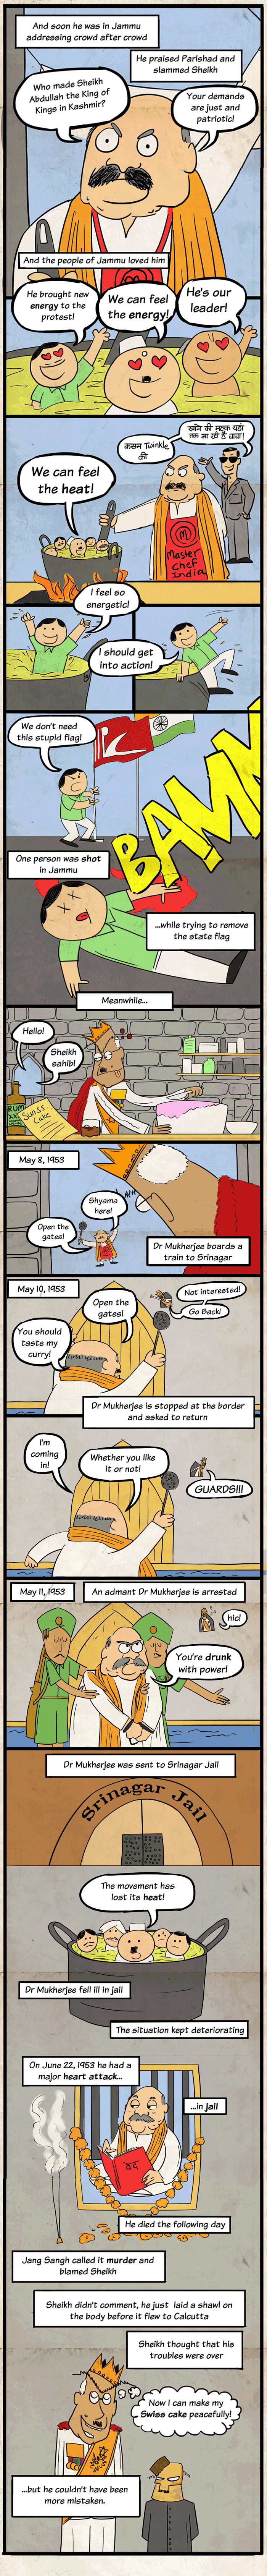 And soon he was in Jammu
addressing crowd after crowd
He praised Parishad and
slammed Sheikh
Who made Sheikh
Abdullah the King of
Kings in Kashmir?
Your demands
are just and
patriotic!
And the people of Jammu loved him
He brought new
energy to the
protest!
We can feel
the energy!
He's our
leader!
कसम Twinkle
की
We can feel
the heat!
Master
chef
India
I feel so
energetic!
I should get
into action!
We don't need
this stupid flag!
BAMM
One person was shot
in Jammu
...while trying to remove
the state flag
Meanwhile...
Hello!
Sheikh
sahib!
RUM
XXX
Swiss
Cake
May 8, 1953
Shyama
here!
Open the
gates!
Dr Mukherjee boards a
train to Srinagar
May 10, 1953
Open the
gates!
Not interested!
Go Back!
You should
taste my
curry!
Dr Mukherjee is stopped at the border
and asked to return
I'm
coming
in!
Whether you like
it or not!
GUARDS!!!
May 11, 1953
An admant Dr Mukherjee is arrested
hic!
You're drunk
with power!
Dr Mukherjee was sent to Srinagar Jail
Srinagar Jail
The movement has
lost its heat!
Dr Mukherjee fell ill in jail
The situation kept deteriorating
On June 22, 1953 he had a
major heart attack...
...in jail
वेद
He died the following day
Jang Sangh called it murder and
blamed Sheikh
Sheikh didn't comment, he just laid a shawl on
the body before it flew to Calcutta
Sheikh thought that his
troubles were over
Now I can make my
Swiss cake peacefully!
...but he couldn't have been
more mistaken.